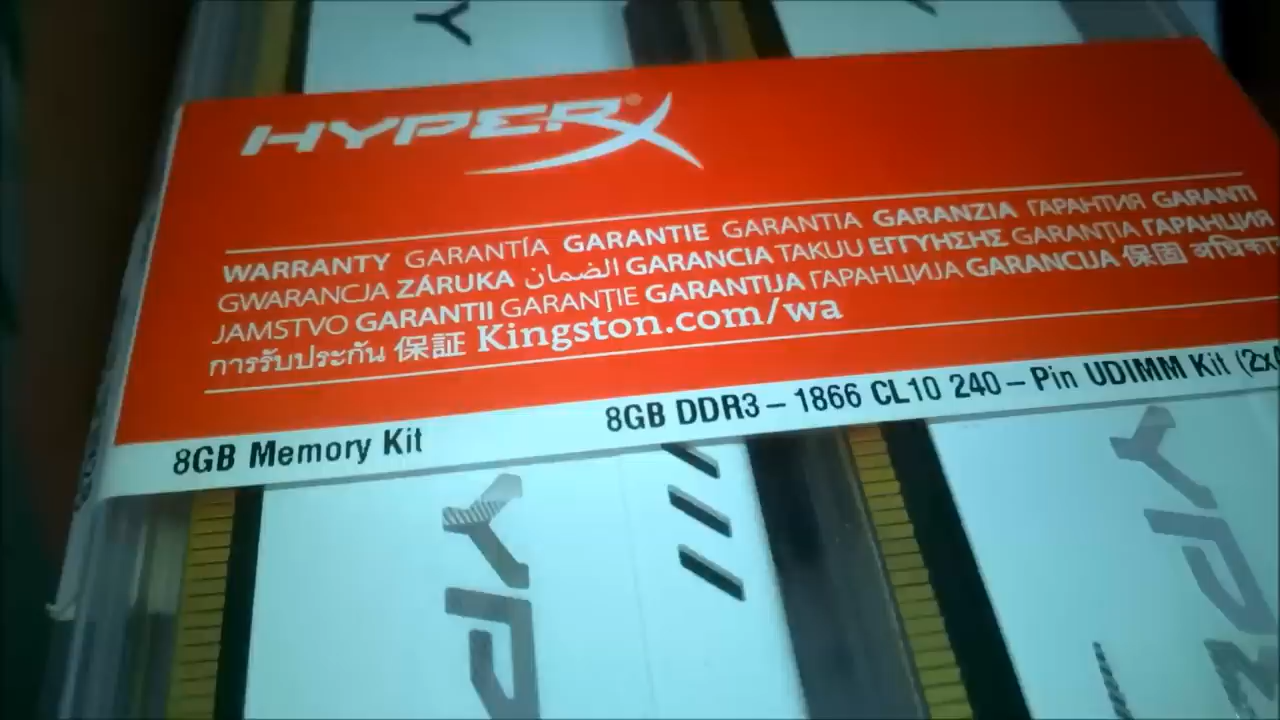 HYPERX
WARRANTY GARANTÍA GARANTIE GARANTIA GARANZIA ГАРАНТИЯ GARANTI
GWARANCJA ZÁRUKA الضمان GARANCIA TAKUU ΕΓΓΥΗΣΗΣ GARANŢIA ГАРАНЦИЯ
JAMSTVO GARANTII GARANŢIE GARANTIJA ГАРАНЦИЈА GARANCIJA 保固
การรับประกัน 保証 Kingston.com/wa
8GB Memory Kit
8GB DDR3 – 1866 CL10 240 – Pin UDIMM Kit